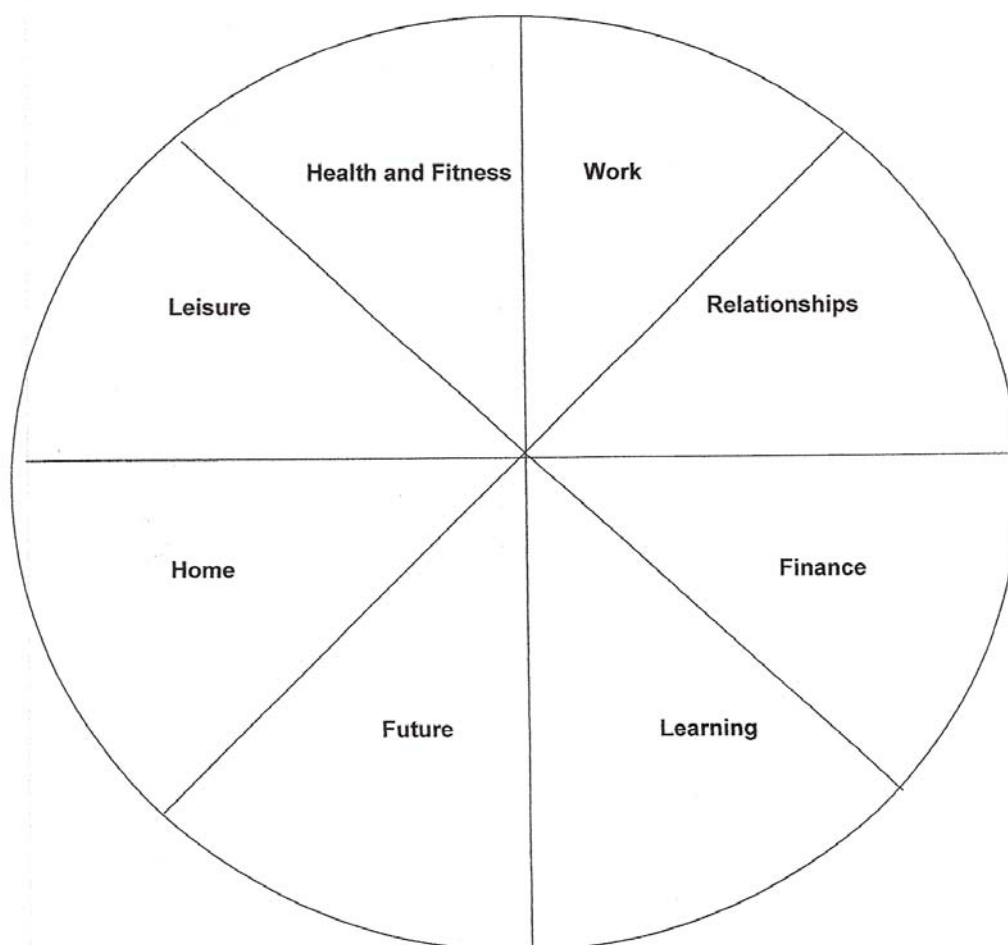 Health and Fitness
Work
Leisure
Relationships
Home
Finance
Future
Learning